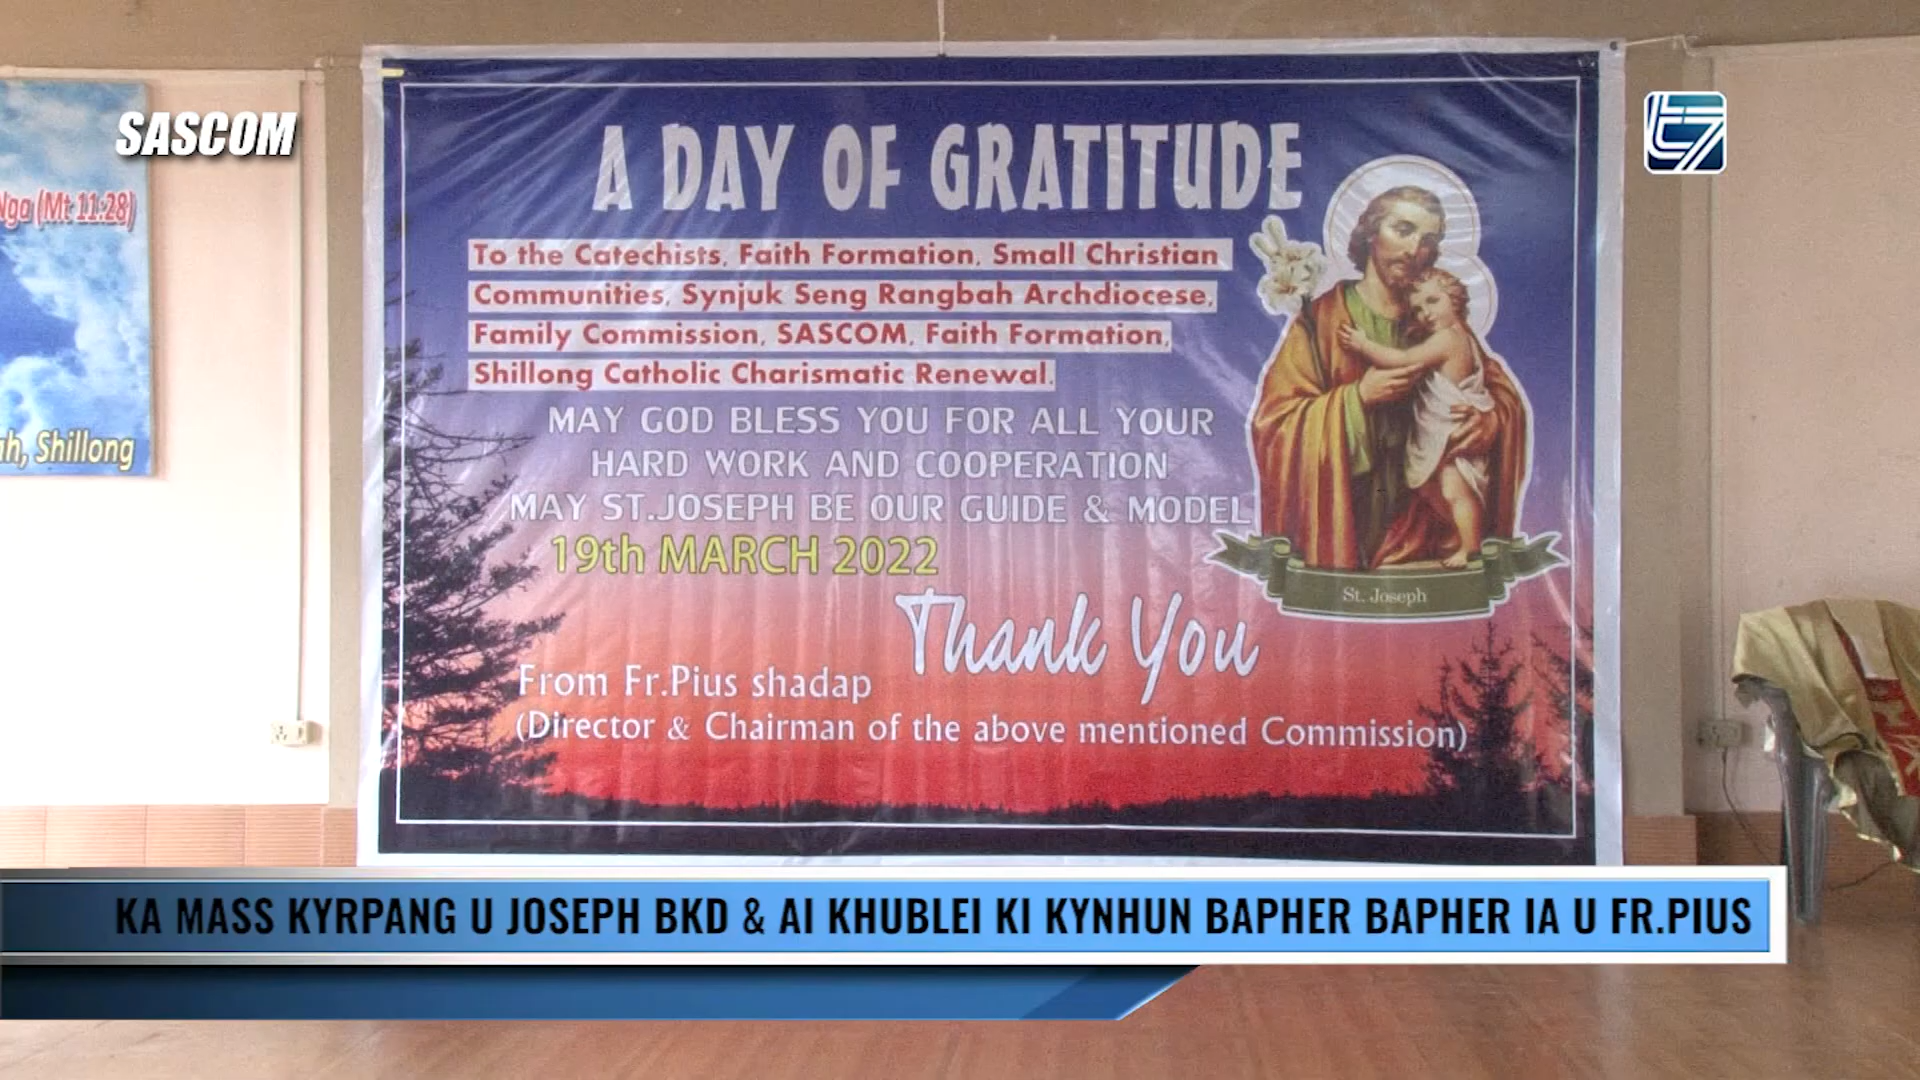 SASCOM
Nga (Mt 11:28)
Shillong
A DAY OF GRATITUDE
To the Catechists, Faith Formation, Small Christian
Communities, Synjuk Seng Rangbah Archdiocese,
Family Commission, SASCOM, Faith Formation,
Shillong Catholic Charismatic Renewal.
MAY GOD BLESS YOU FOR ALL YOUR
HARD WORK AND COOPERATION
MAY ST.JOSEPH BE OUR GUIDE & MODEL
19th MARCH 2022
St. Joseph
Thank You
From Fr.Pius shadap
(Director & Chairman of the above mentioned Commission)
KA MASS KYRPANG U JOSEPH BKD & AI KHUBLEI KI KYNHUN BAPHER BAPHER IA U FR.PIUS